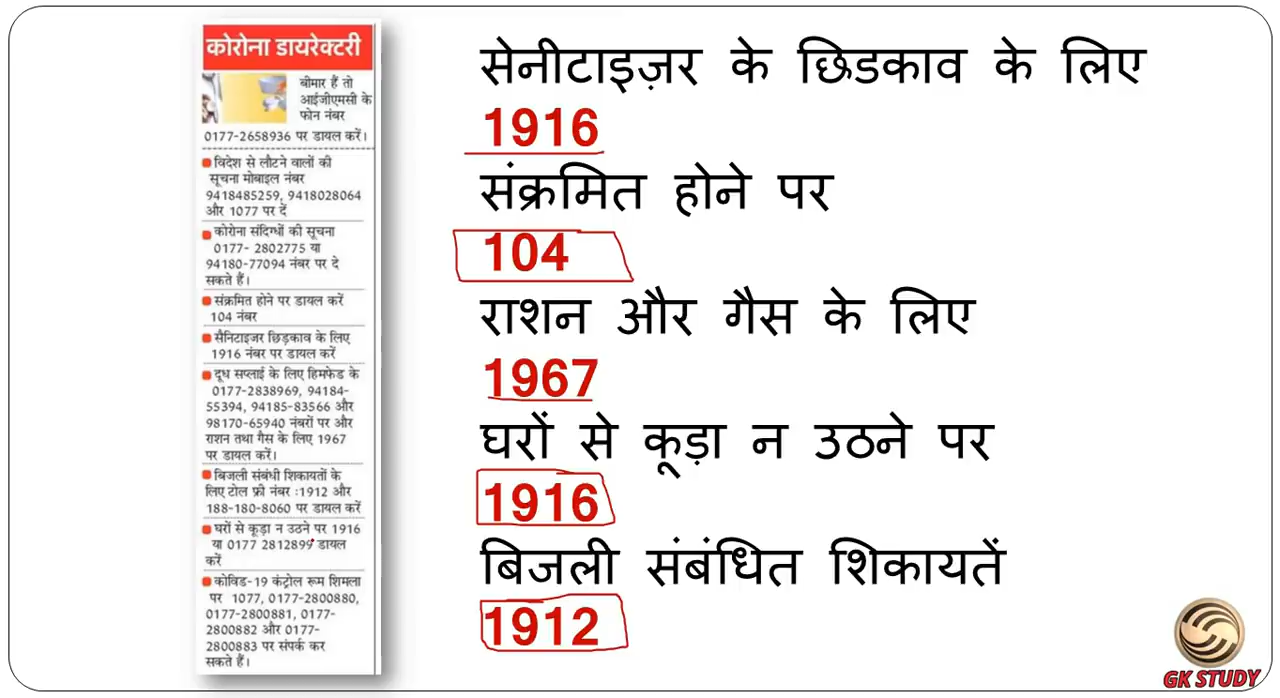 कोरोना डायरेक्टरी
बीमार हैं तो
आईजीएमसी के
फोन नंबर
0177-2658936 पर डायल करें।
विदेश से लौटने वालों की
सूचना मोबाइल नंबर
9418485259, 9418028064
और 1077 पर दें
कोरोना संदिग्धों की सूचना
0177- 2802775 या
94180-77094 नंबर पर दे
सकते हैं।
संक्रमित होने पर डायल करें
104 नंबर
सैनिटाइजर छिड़काव के लिए
1916 नंबर पर डायल करें
दूध सप्लाई के लिए हिमफेड के
0177-2838969, 94184-
55394, 94185-83566 और
98170-65940 नंबरों पर और
राशन तथा गैस के लिए 1967
पर डायल करें।
बिजली संबंधी शिकायतों के
लिए टोल फ्री नंबर :1912 और
188-180-8060 पर डायल करें
घरों से कूड़ा न उठने पर 1916
या 0177 2812899 डायल
करें
कोविड-19 कंट्रोल रूम शिमला
पर 1077, 0177-2800880,
0177-2800881, 0177-
2800882 और 0177-
2800883 पर संपर्क कर
सकते हैं।
सेनीटाइज़र के छिडकाव के लिए
1916
संक्रमित होने पर
104
राशन और गैस के लिए
1967
घरों से कूड़ा न उठने पर
1916
बिजली संबंधित शिकायतें
1912
GK STUDY